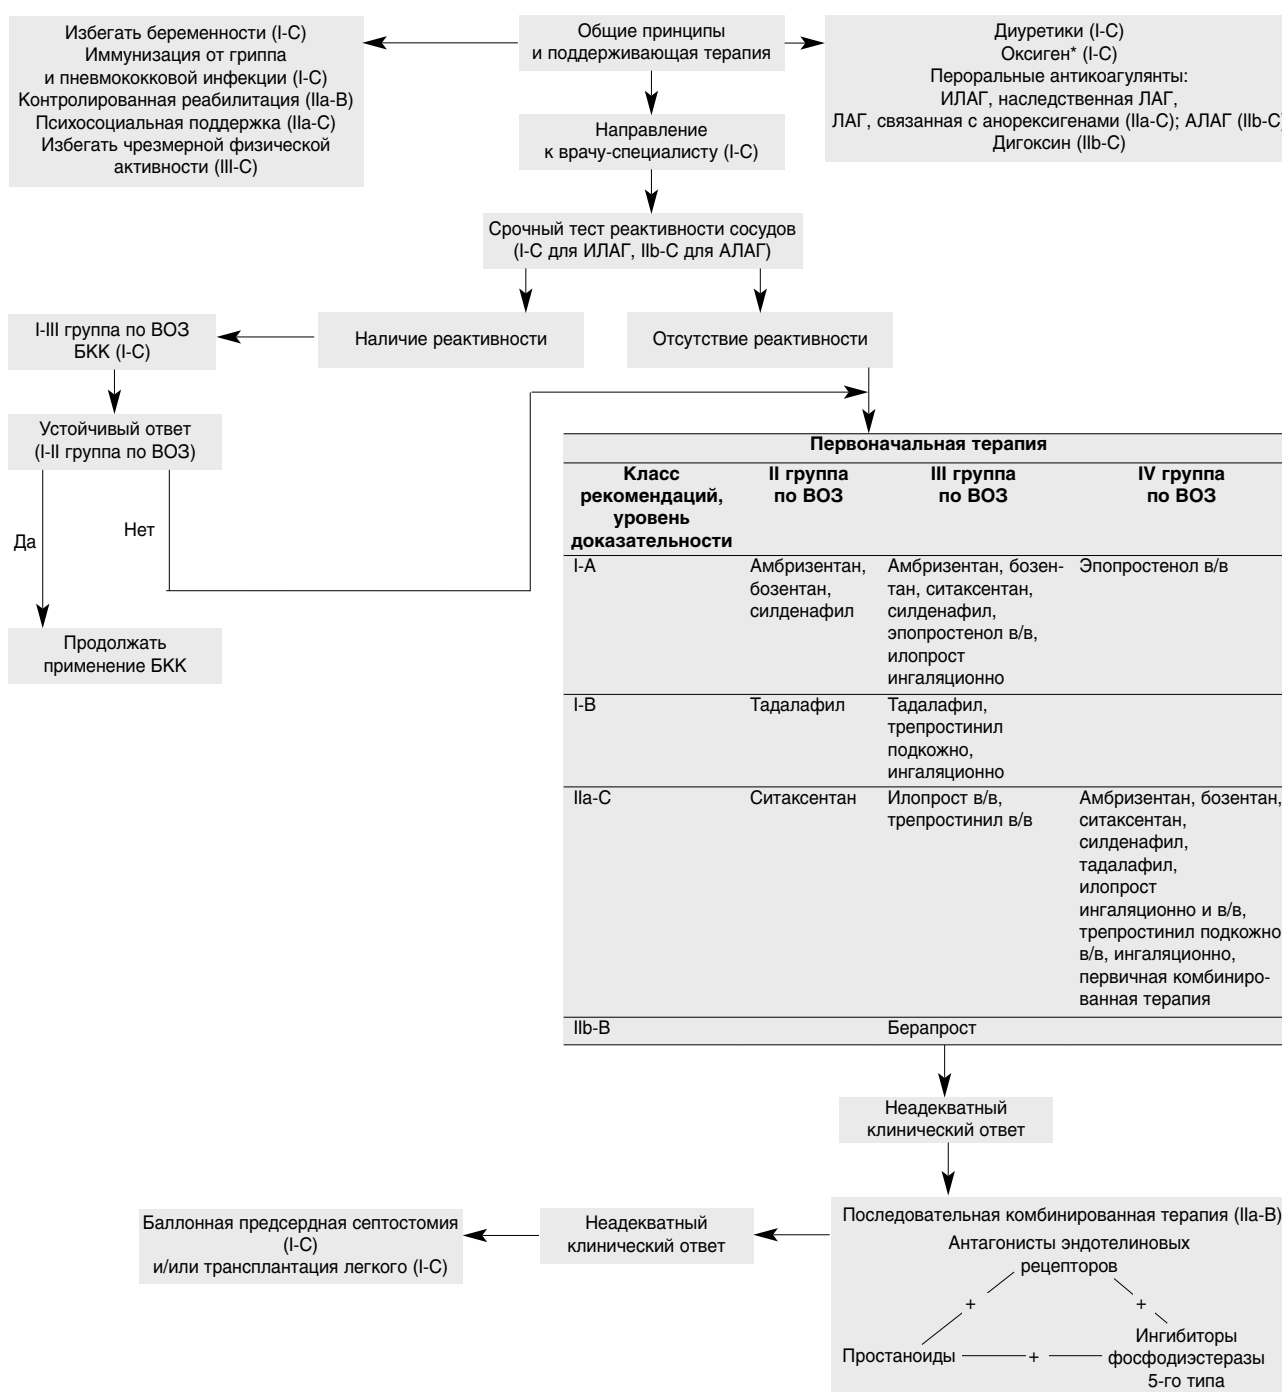 Избегать беременности (I-C)
Иммунизация от гриппа
и пневмококковой инфекции (I-C)
Контролированная реабилитация (IIa-B)
Психосоциальная поддержка (IIa-C)
Избегать чрезмерной физической
активности (III-C)
Общие принципы
и поддерживающая терапия
Диуретики (I-C)
Оксиген* (I-C)
Пероральные антикоагулянты:
ИЛАГ, наследственная ЛАГ,
ЛАГ, связанная с анорексигенами (IIa-C); АЛАГ (IIb-C)
Дигоксин (IIb-C)
Направление
к врачу-специалисту (I-C)
Срочный тест реактивности сосудов
(I-C для ИЛАГ, IIb-C для АЛАГ)
I-III группа по ВОЗ
БКК (I-C)
Наличие реактивности
Отсутствие реактивности
Устойчивый ответ
(I-II группа по ВОЗ)
Да
Нет
Продолжать
применение БКК
Первоначальная терапия
Класс
рекомендаций,
уровень
доказательности
II группа
по ВОЗ
III группа
по ВОЗ
IV группа
по ВОЗ
I-A
Амбризентан,
бозентан,
силденафил
Амбризентан, бозен-
тан, ситаксентан,
силденафил,
эпопростенол в/в,
илопрост
ингаляционно
Эпопростенол в/в
I-B
Тадалафил
Тадалафил,
трепростинил
подкожно,
ингаляционно
IIa-C
Ситаксентан
Илопрост в/в,
трепростинил в/в
Амбризентан, бозентан,
ситаксентан,
силденафил,
тадалафил,
илопрост
ингаляционно и в/в,
трепростинил подкожно
в/в, ингаляционно,
первичная комбиниро-
ванная терапия
IIb-B
Берапрост
Неадекватный
клинический ответ
Последовательная комбинированная терапия (IIa-B)
Антагонисты эндотелиновых
рецепторов
+
+
Простаноиды
+
Ингибиторы
фосфодиэстеразы
5-го типа
Неадекватный
клинический ответ
Баллонная предсердная септостомия
(I-C)
и/или трансплантация легкого (I-C)